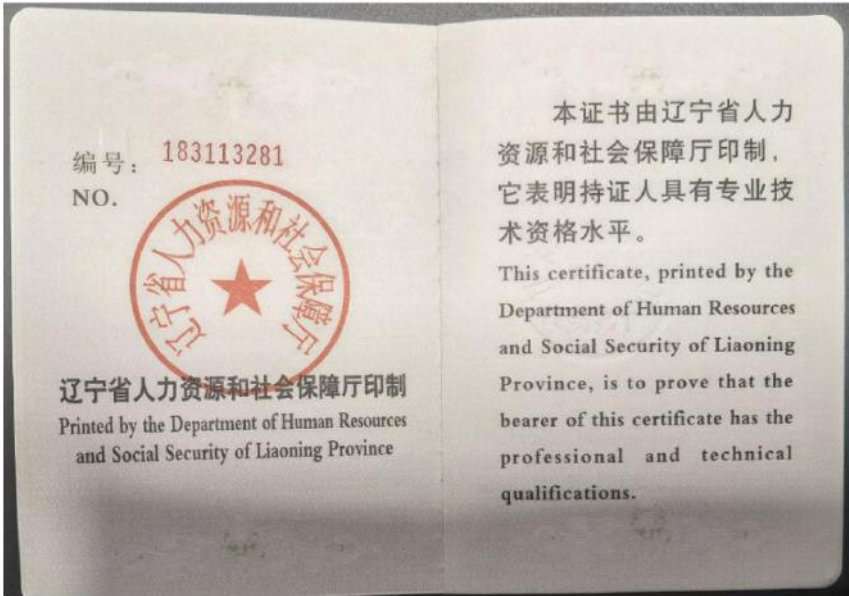 编号：183113281
NO.
辽宁省人力资源和社会保障厅
辽宁省人力资源和社会保障厅印制
Printed by the Department of Human Resources
and Social Security of Liaoning Province
本证书由辽宁省人力
资源和社会保障厅印制，
它表明持证人具有专业技
术资格水平。
This certificate, printed by the
Department of Human Resources
and Social Security of Liaoning
Province, is to prove that the
bearer of this certificate has the
professional and technical
qualifications.